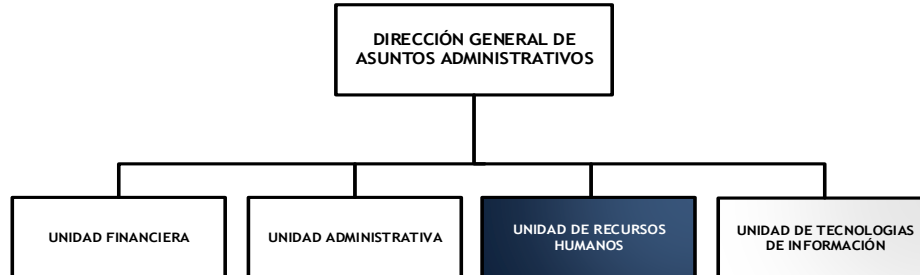 DIRECCIÓN GENERAL DE
ASUNTOS ADMINISTRATIVOS
UNIDAD FINANCIERA
UNIDAD ADMINISTRATIVA
UNIDAD DE RECURSOS
HUMANOS
UNIDAD DE TECNOLOGIAS
DE INFORMACIÓN